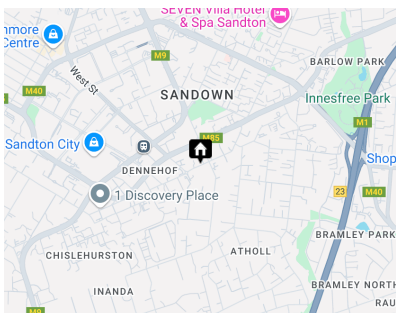 SEVEN Villa Hotel
& Spa Sandton
nmore
Centre
M9
BARLOW PARK
West St
M40
SANDOWN
Innesfree Park
M1
M85
Sandton City
Shop
DENNEHOF
1 Discovery Place
23
M40
BRAMLEY PARK
ATHOLL
CHISLEHURSTON
BRAMLEY NORTH
INANDA
RAU
M9